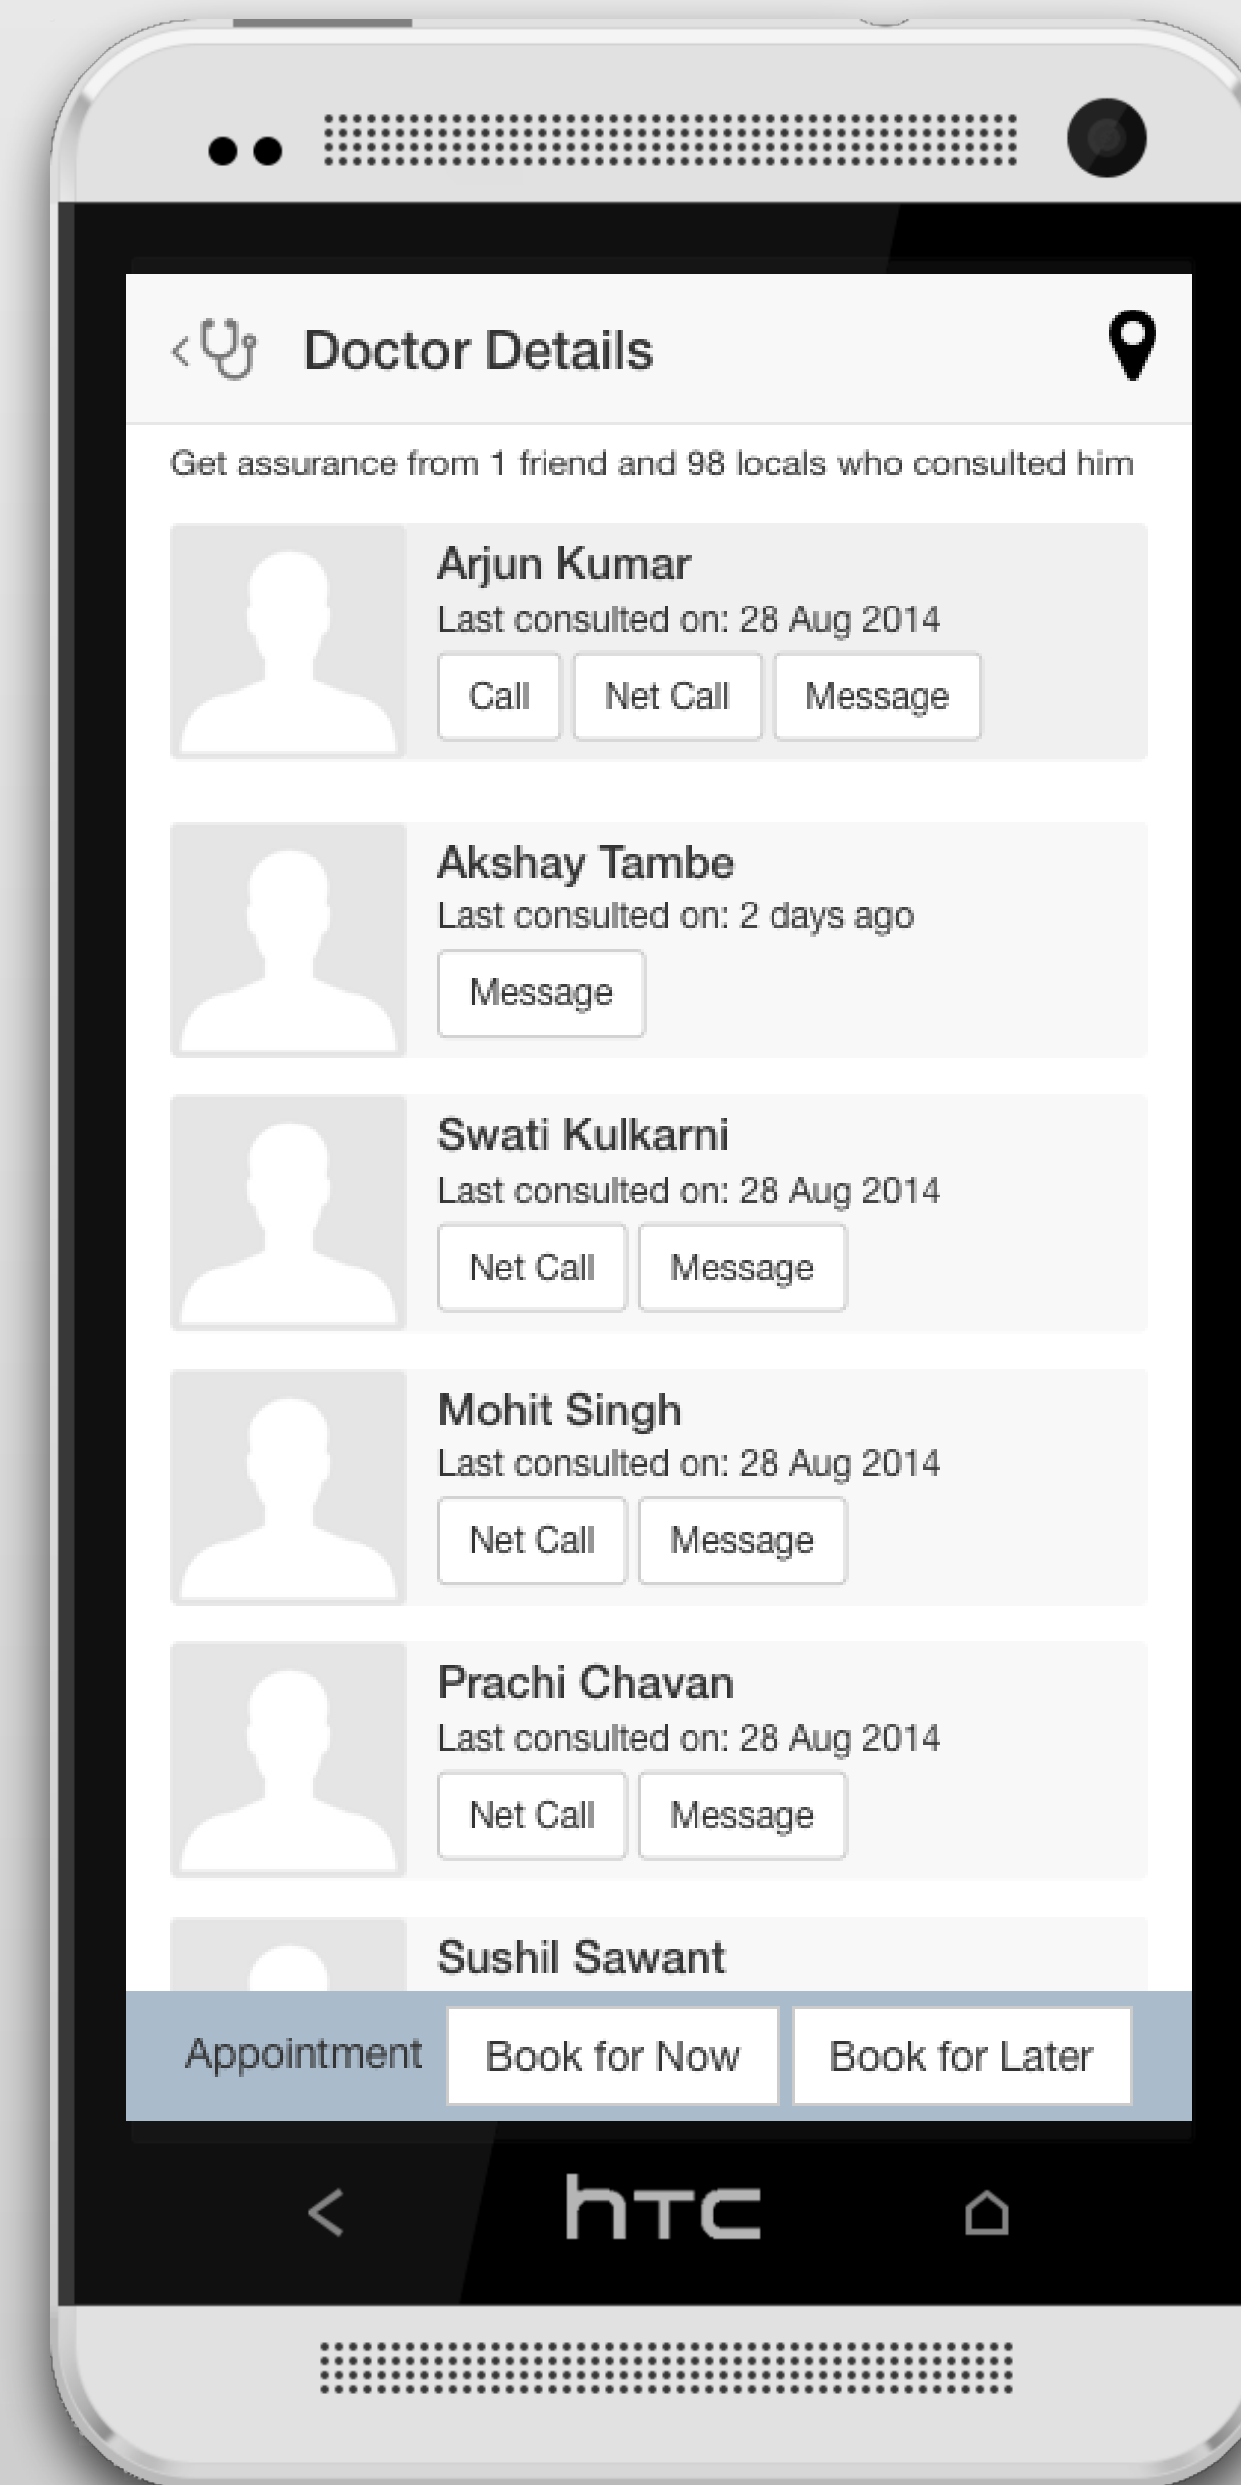 Doctor Details
Get assurance from 1 friend and 98 locals who consulted him
Arjun Kumar
Last consulted on: 28 Aug 2014
Call Net Call Message
Akshay Tambe
Last consulted on: 2 days ago
Message
Swati Kulkarni
Last consulted on: 28 Aug 2014
Net Call Message
Mohit Singh
Last consulted on: 28 Aug 2014
Net Call Message
Prachi Chavan
Last consulted on: 28 Aug 2014
Net Call Message
Sushil Sawant
Appointment Book for Now Book for Later
hTC